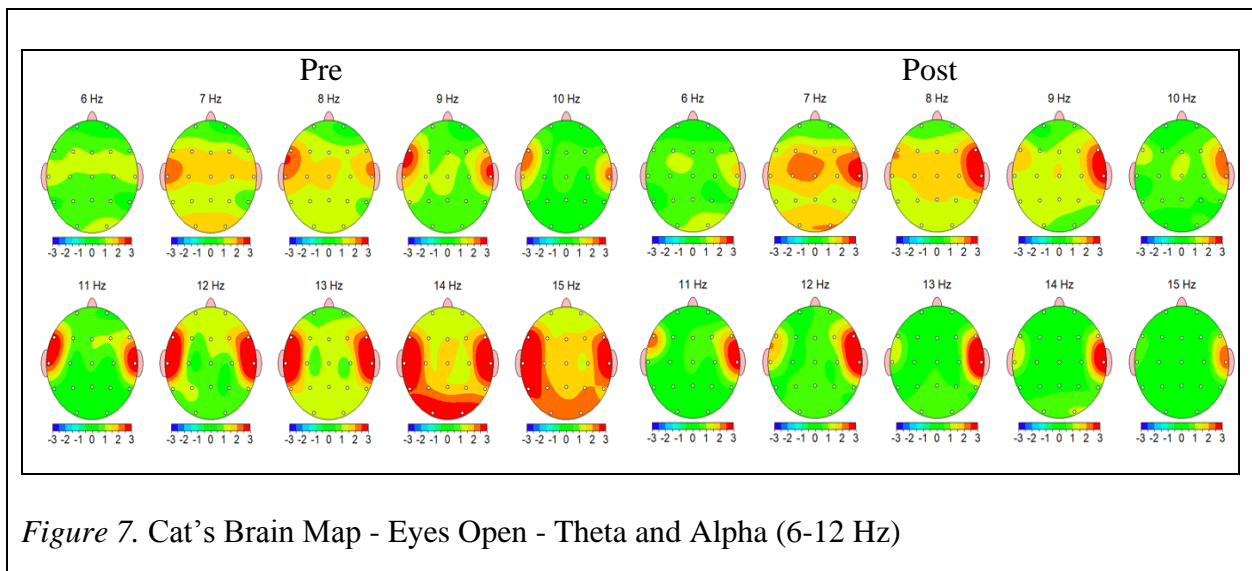 Pre Post
6 Hz 7 Hz 8 Hz 9 Hz 10 Hz 6 Hz 7 Hz 8 Hz 9 Hz 10 Hz
-3 -2 -1 0 1 2 3 -3 -2 -1 0 1 2 3 -3 -2 -1 0 1 2 3 -3 -2 -1 0 1 2 3 -3 -2 -1 0 1 2 3 -3 -2 -1 0 1 2 3 -3 -2 -1 0 1 2 3 -3 -2 -1 0 1 2 3 -3 -2 -1 0 1 2 3 -3 -2 -1 0 1 2 3
11 Hz 12 Hz 13 Hz 14 Hz 15 Hz 11 Hz 12 Hz 13 Hz 14 Hz 15 Hz
-3 -2 -1 0 1 2 3 -3 -2 -1 0 1 2 3 -3 -2 -1 0 1 2 3 -3 -2 -1 0 1 2 3 -3 -2 -1 0 1 2 3 -3 -2 -1 0 1 2 3 -3 -2 -1 0 1 2 3 -3 -2 -1 0 1 2 3 -3 -2 -1 0 1 2 3 -3 -2 -1 0 1 2 3
Figure 7. Cat's Brain Map - Eyes Open - Theta and Alpha (6-12 Hz)